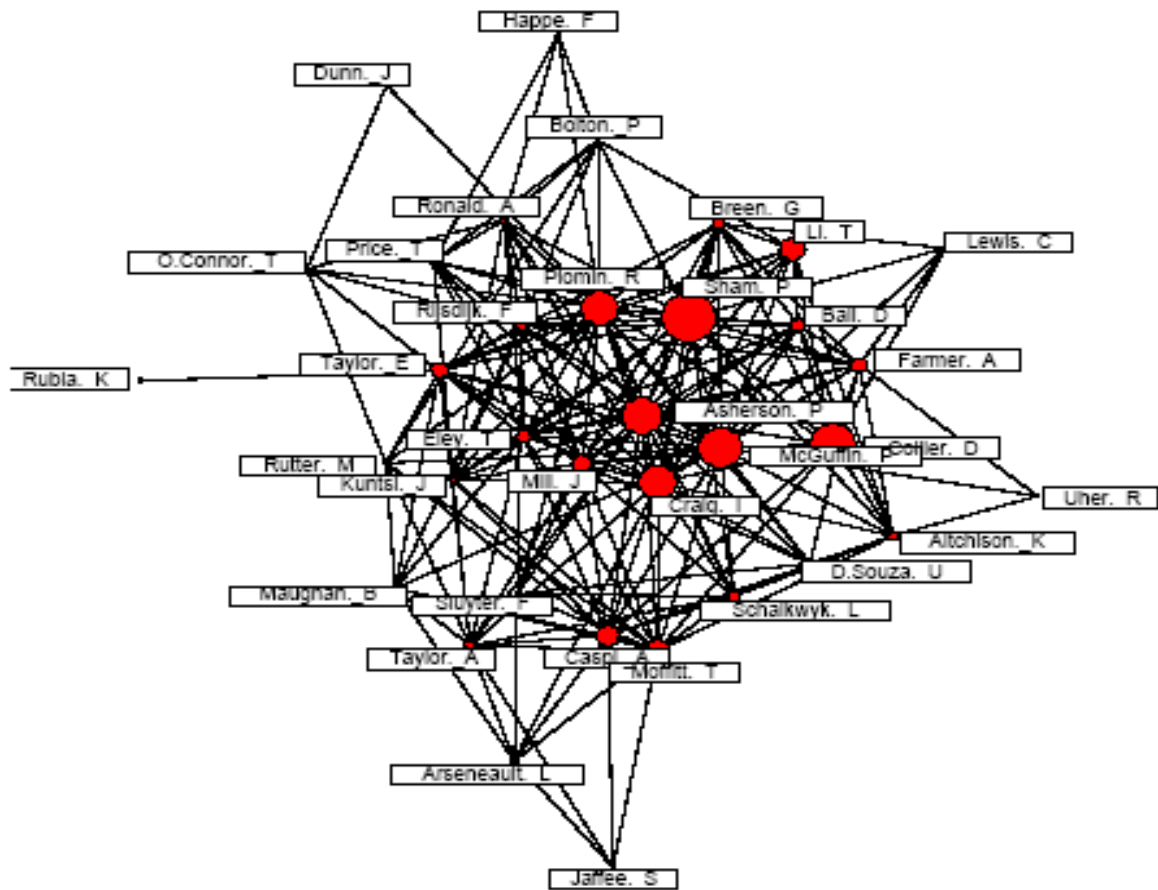 Happe._F
Dunn._J
Bolton._P
Ronald._A
Breen._G
Li._T
Price._T
Lewis._C
O.Connor._T
Plomin._R
Sham._P
Rijsdijk._F
Ball._D
Taylor._E
Farmer._A
Rubia._K
Asherson._P
Eley._T
Collier._D
McGuffin._P
Rutter._M
Kuntsi._J
Mill._J
Craig._I
Uher._R
Aitchison._K
D.Souza._U
Maughan._B
Sluyter._F
Schalkwyk._L
Taylor._A
Caspi._A
Moffitt._T
Arseneault._L
Jaffee._S